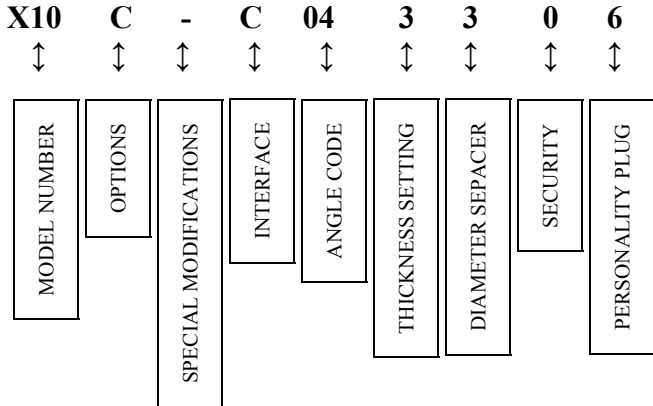 X10 C - C 04 3 3 0 6
MODEL NUMBER
OPTIONS
SPECIAL MODIFICATIONS
INTERFACE
ANGLE CODE
THICKNESS SETTING
DIAMETER SEPACER
SECURITY
PERSONALITY PLUG